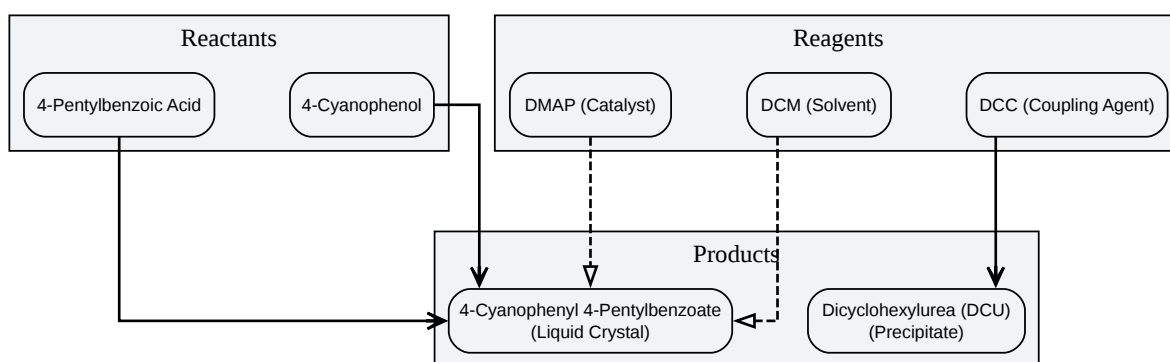 Reactants
Reagents
4-Pentylbenzoic Acid
4-Cyanophenol
DMAP (Catalyst)
DCM (Solvent)
DCC (Coupling Agent)
Products
4-Cyanophenyl 4-Pentylbenzoate
(Liquid Crystal)
Dicyclohexylurea (DCU)
(Precipitate)